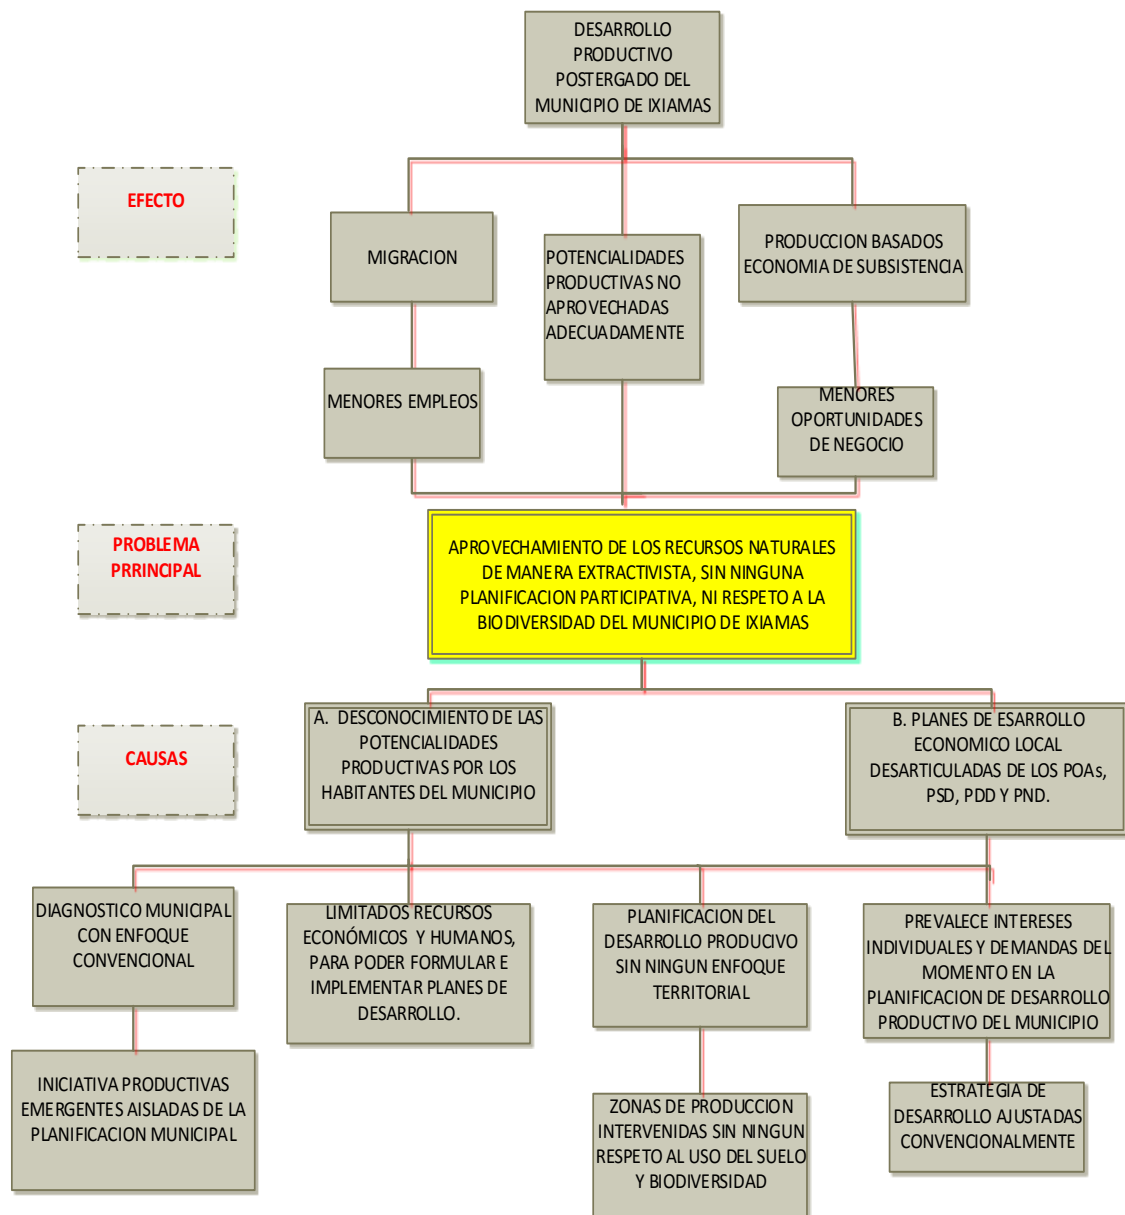 DESARROLLO
PRODUCTIVO
POSTERGADO DEL
MUNICIPIO DE IXIAMAS
EFECTO
MIGRACION
POTENCIALIDADES
PRODUCTIVAS NO
APROVECHADAS
ADECUADAMENTE
PRODUCCION BASADOS
ECONOMIA DE SUBSISTENCIA
MENORES EMPLEOS
MENORES
OPORTUNIDADES
DE NEGOCIO
PROBLEMA
PRRINCIPAL
APROVECHAMIENTO DE LOS RECURSOS NATURALES
DE MANERA EXTRACTIVISTA, SIN NINGUNA
PLANIFICACION PARTICIPATIVA, NI RESPETO A LA
BIODIVERSIDAD DEL MUNICIPIO DE IXIAMAS
CAUSAS
A. DESCONOCIMIENTO DE LAS
POTENCIALIDADES
PRODUCTIVAS POR LOS
HABITANTES DEL MUNICIPIO
B. PLANES DE ESARROLLO
ECONOMICO LOCAL
DESARTICULADAS DE LOS POAs,
PSD, PDD Y PND.
DIAGNOSTICO MUNICIPAL
CON ENFOQUE
CONVENCIONAL
LIMITADOS RECURSOS
ECONÓMICOS Y HUMANOS,
PARA PODER FORMULAR E
IMPLEMENTAR PLANES DE
DESARROLLO.
PLANIFICACION DEL
DESARROLLO PRODUCIVO
SIN NINGUN ENFOQUE
TERRITORIAL
PREVALECE INTERESES
INDIVIDUALES Y DEMANDAS DEL
MOMENTO EN LA
PLANIFICACION DE DESARROLLO
PRODUCTIVO DEL MUNICIPIO
INICIATIVA PRODUCTIVAS
EMERGENTES AISLADAS DE LA
PLANIFICACION MUNICIPAL
ZONAS DE PRODUCCION
INTERVENIDAS SIN NINGUN
RESPETO AL USO DEL SUELO
Y BIODIVERSIDAD
ESTRATEGIA DE
DESARROLLO AJUSTADAS
CONVENCIONALMENTE